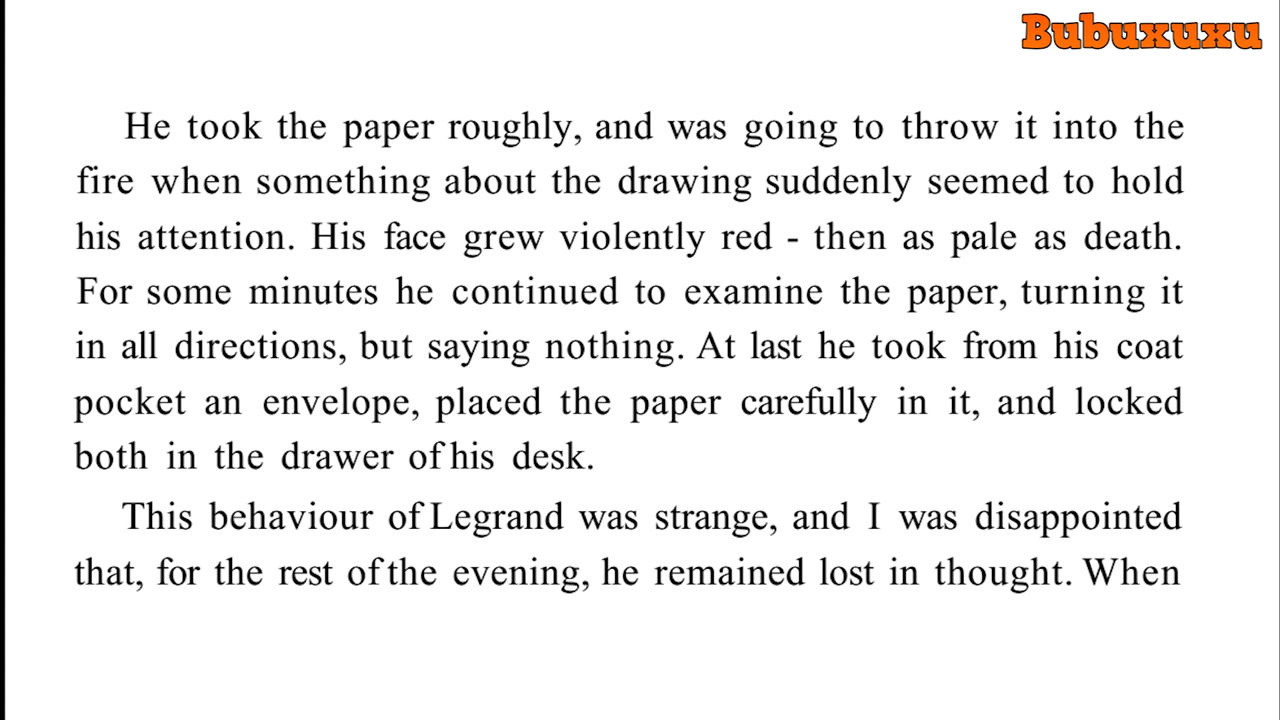 Bubuxuxu
He took the paper roughly, and was going to throw it into the
fire when something about the drawing suddenly seemed to hold
his attention. His face grew violently red - then as pale as death.
For some minutes he continued to examine the paper, turning it
in all directions, but saying nothing. At last he took from his coat
pocket an envelope, placed the paper carefully in it, and locked
both in the drawer of his desk.
This behaviour of Legrand was strange, and I was disappointed
that, for the rest of the evening, he remained lost in thought. When